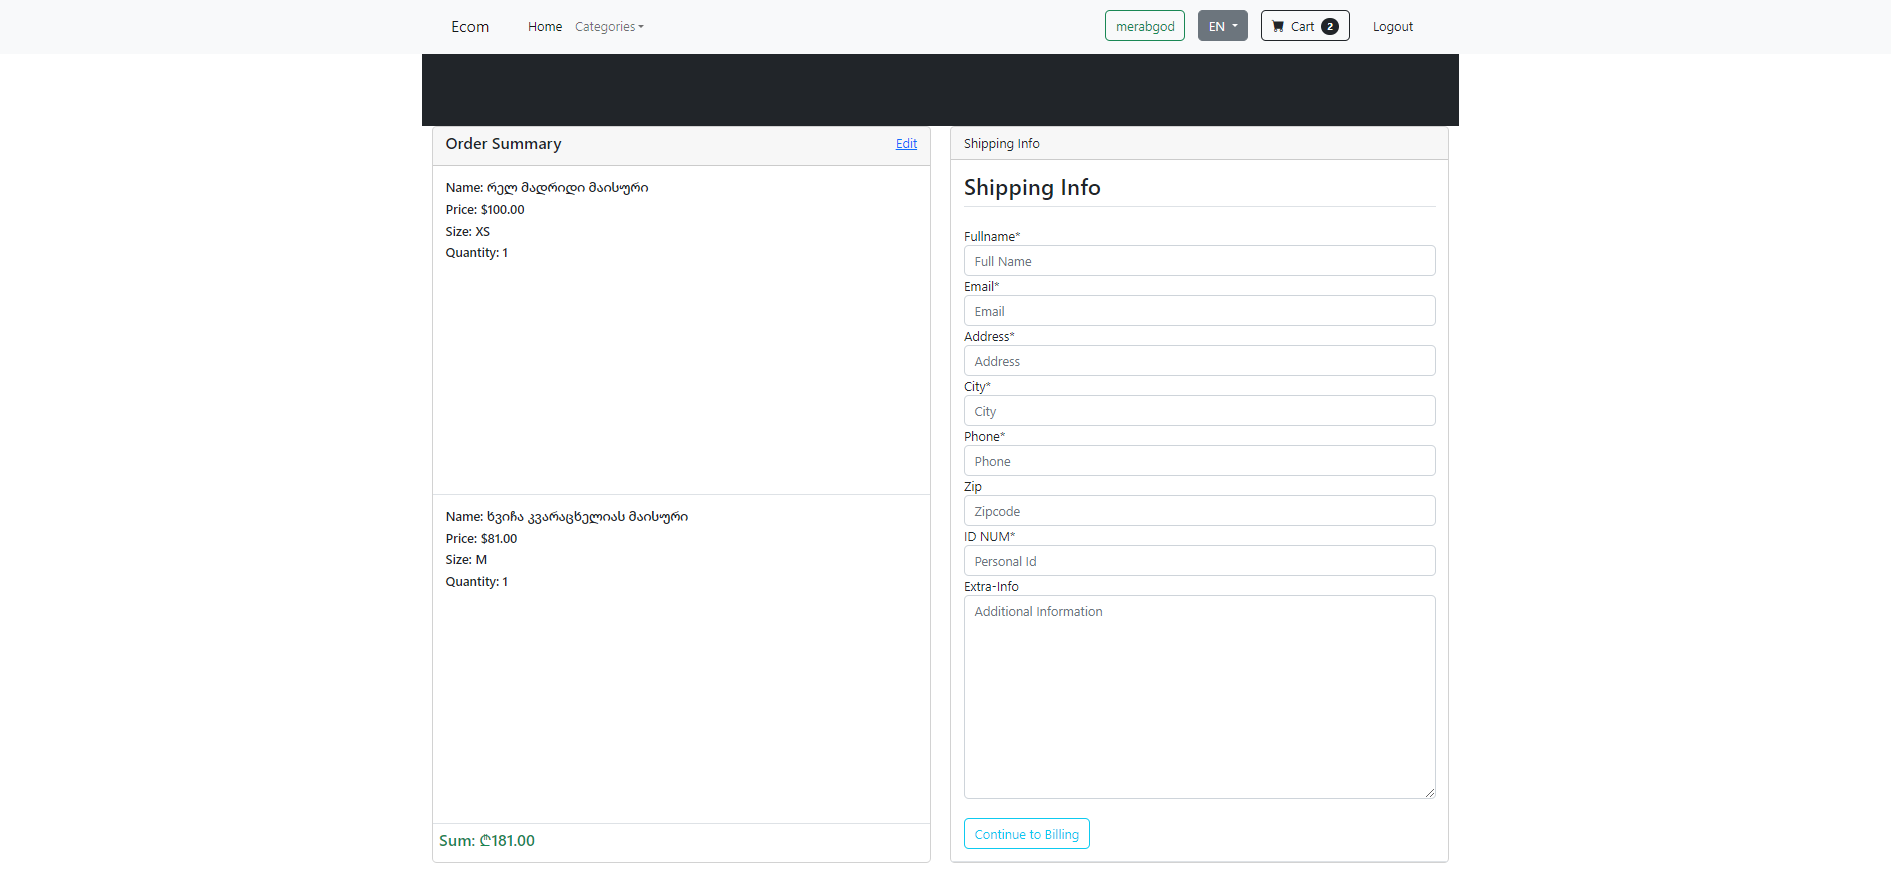 Ecom Home Categories merabgod EN Cart 2 Logout
Order Summary Edit
Name: რელ მადრიდი მაისური
Price: $100.00
Size: XS
Quantity: 1
Name: ხვიჩა კვარაცხელიას მაისური
Price: $81.00
Size: M
Quantity: 1
Sum: ₾181.00
Shipping Info
Shipping Info
Fullname*
Full Name
Email*
Email
Address*
Address
City*
City
Phone*
Phone
Zip
Zipcode
ID NUM*
Personal Id
Extra-Info
Additional Information
Continue to Billing